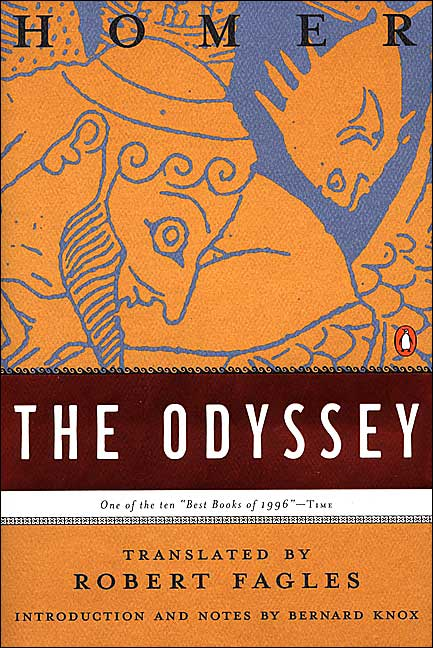 HOMER
THE ODYSSEY
One of the ten "Best Books of 1996"—TIME
TRANSLATED BY
ROBERT FAGLES
INTRODUCTION AND NOTES BY BERNARD KNOX